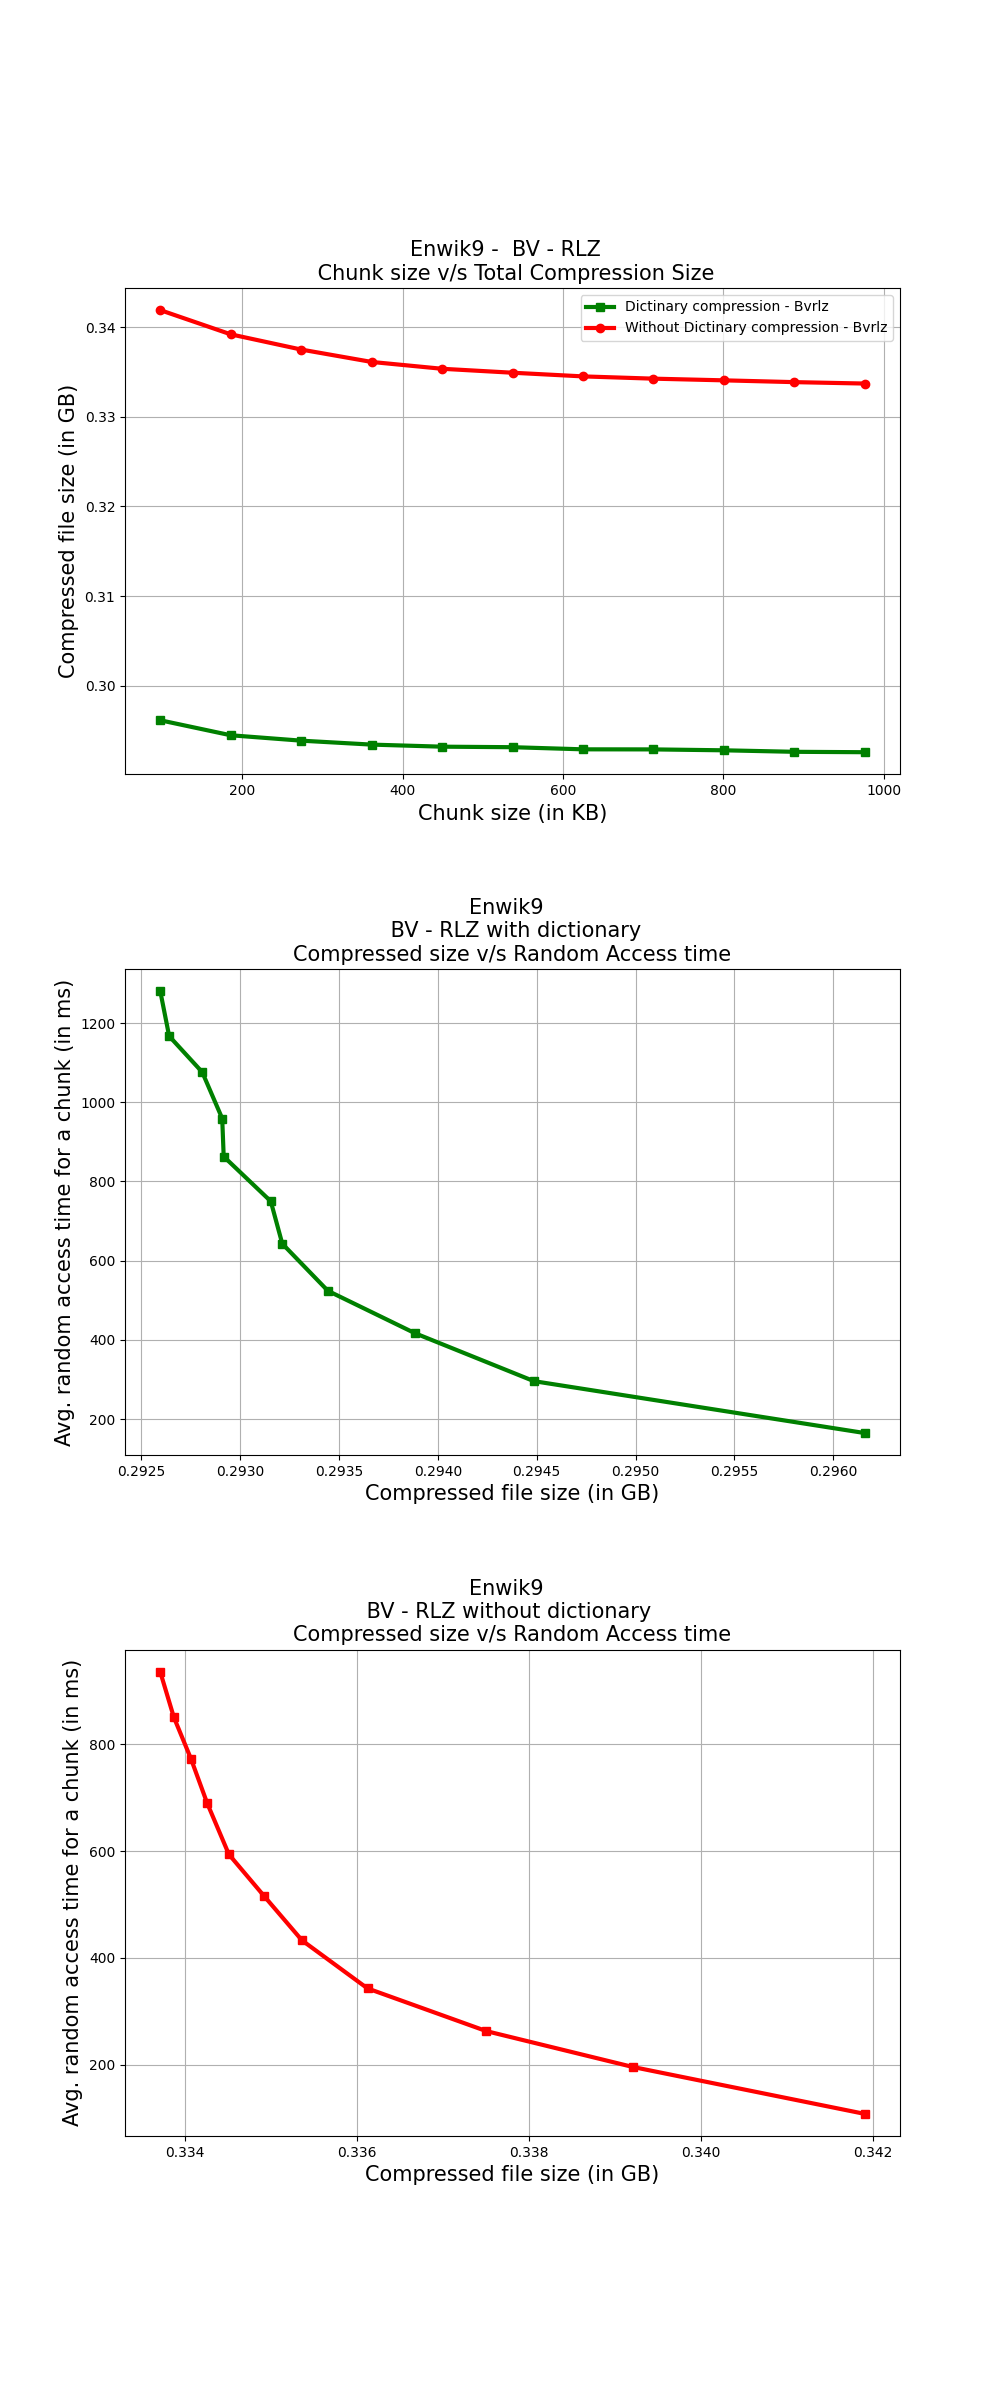 Enwik9 -  BV - RLZ
Chunk size v/s Total Compression Size
Dictinary compression - Bvrlz
Without Dictinary compression - Bvrlz
Compressed file size (in GB)
0.34
0.33
0.32
0.31
0.30
200 400 600 800 1000
Chunk size (in KB)
Enwik9
BV - RLZ with dictionary
Compressed size v/s Random Access time
Avg. random access time for a chunk (in ms)
1200
1000
800
600
400
200
0.2925 0.2930 0.2935 0.2940 0.2945 0.2950 0.2955 0.2960
Compressed file size (in GB)
Enwik9
BV - RLZ without dictionary
Compressed size v/s Random Access time
Avg. random access time for a chunk (in ms)
800
600
400
200
0.334 0.336 0.338 0.340 0.342
Compressed file size (in GB)